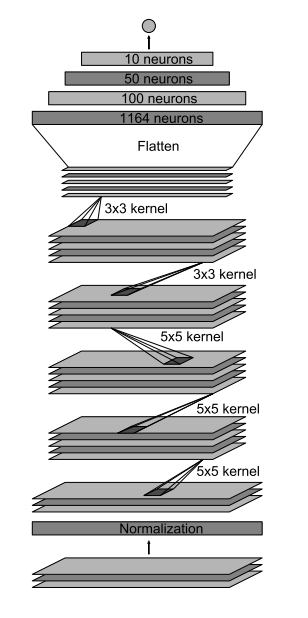 10 neurons
50 neurons
100 neurons
1164 neurons
Flatten
3x3 kernel
3x3 kernel
5x5 kernel
5x5 kernel
5x5 kernel
Normalization